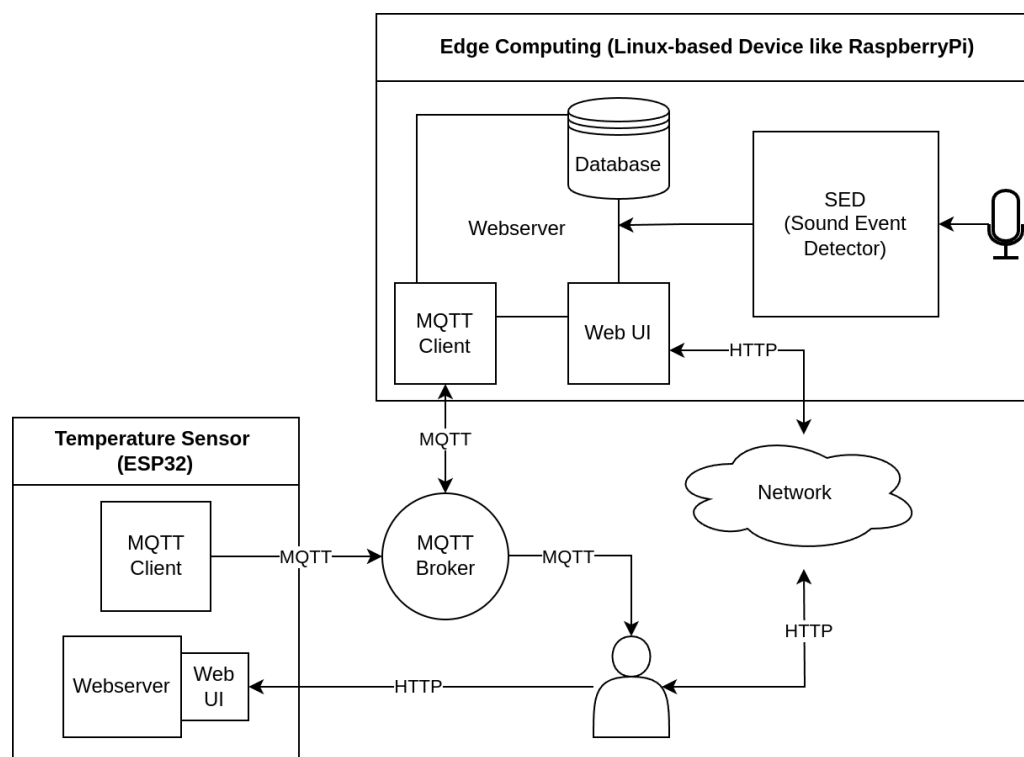 Edge Computing (Linux-based Device like RaspberryPi)
Database
SED
(Sound Event
Detector)
Webserver
MQTT
Client
Web UI
HTTP
MQTT
Temperature Sensor
(ESP32)
Network
MQTT
Client
MQTT
MQTT
Broker
MQTT
HTTP
Webserver
Web
UI
HTTP